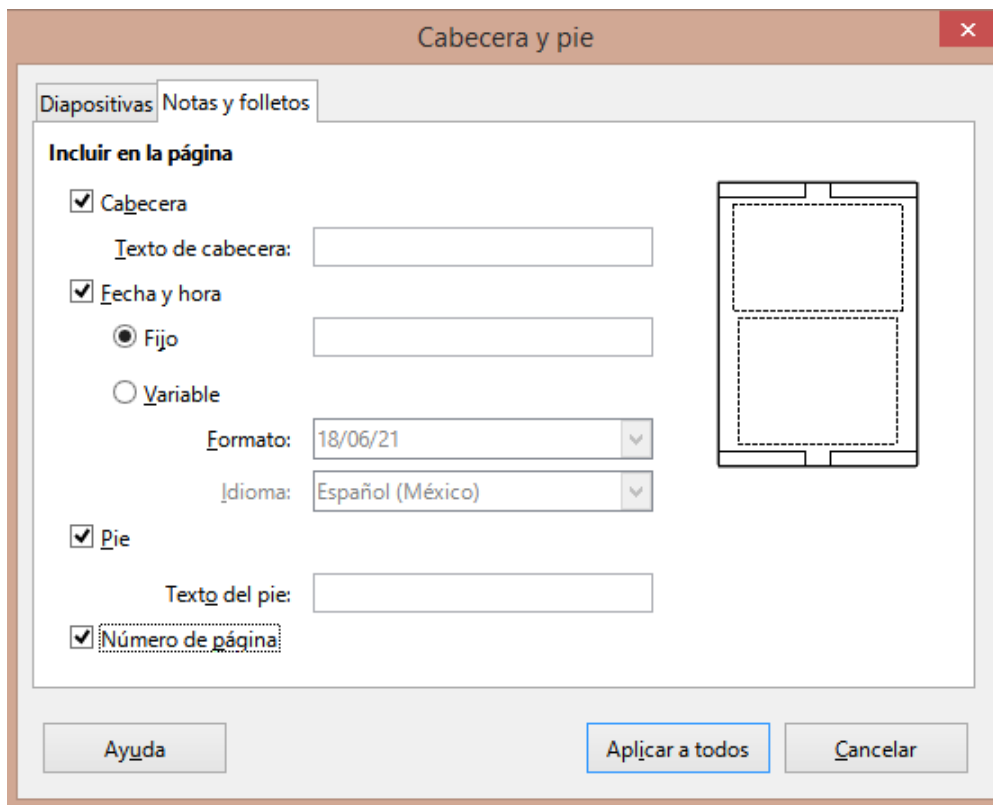 Cabecera y pie
Diapositivas Notas y folletos
Incluir en la página
Cabecera
Texto de cabecera:
Fecha y hora
Fijo
Variable
Formato: 18/06/21
Idioma: Español (México)
Pie
Texto del pie:
Número de página
Ayuda Aplicar a todos Cancelar